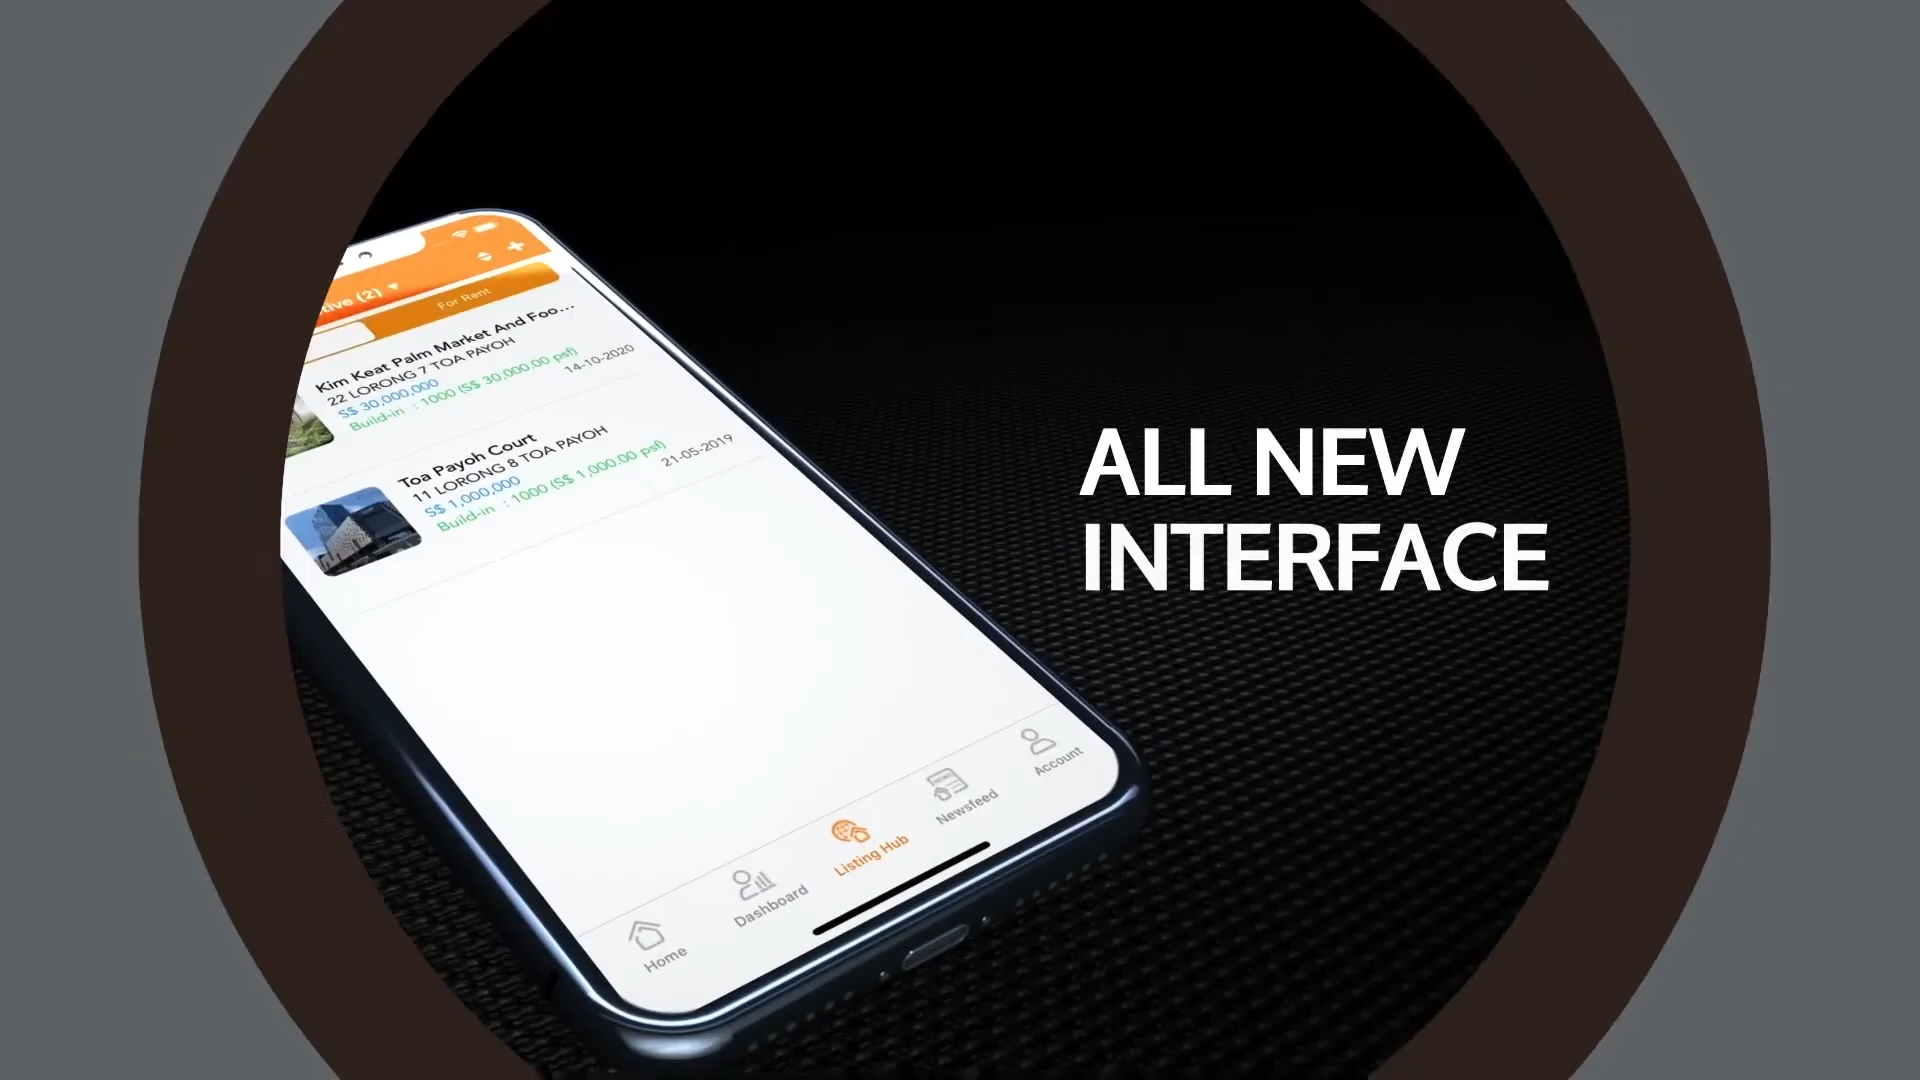 (2)
For Rent
Kim Keat Palm Market And Foo...
22 LORONG 7 TOA PAYOH
S$ 30,000,000
Build-in : 1000 (S$ 30,000.00 psf)
14-10-2020
Toa Payoh Court
11 LORONG 8 TOA PAYOH
S$ 1,000,000
Build-in : 1000 (S$ 1,000.00 psf)
21-05-2019
ALL NEW
INTERFACE
Home
Dashboard
Listing Hub
NEWS
Newsfeed
Account